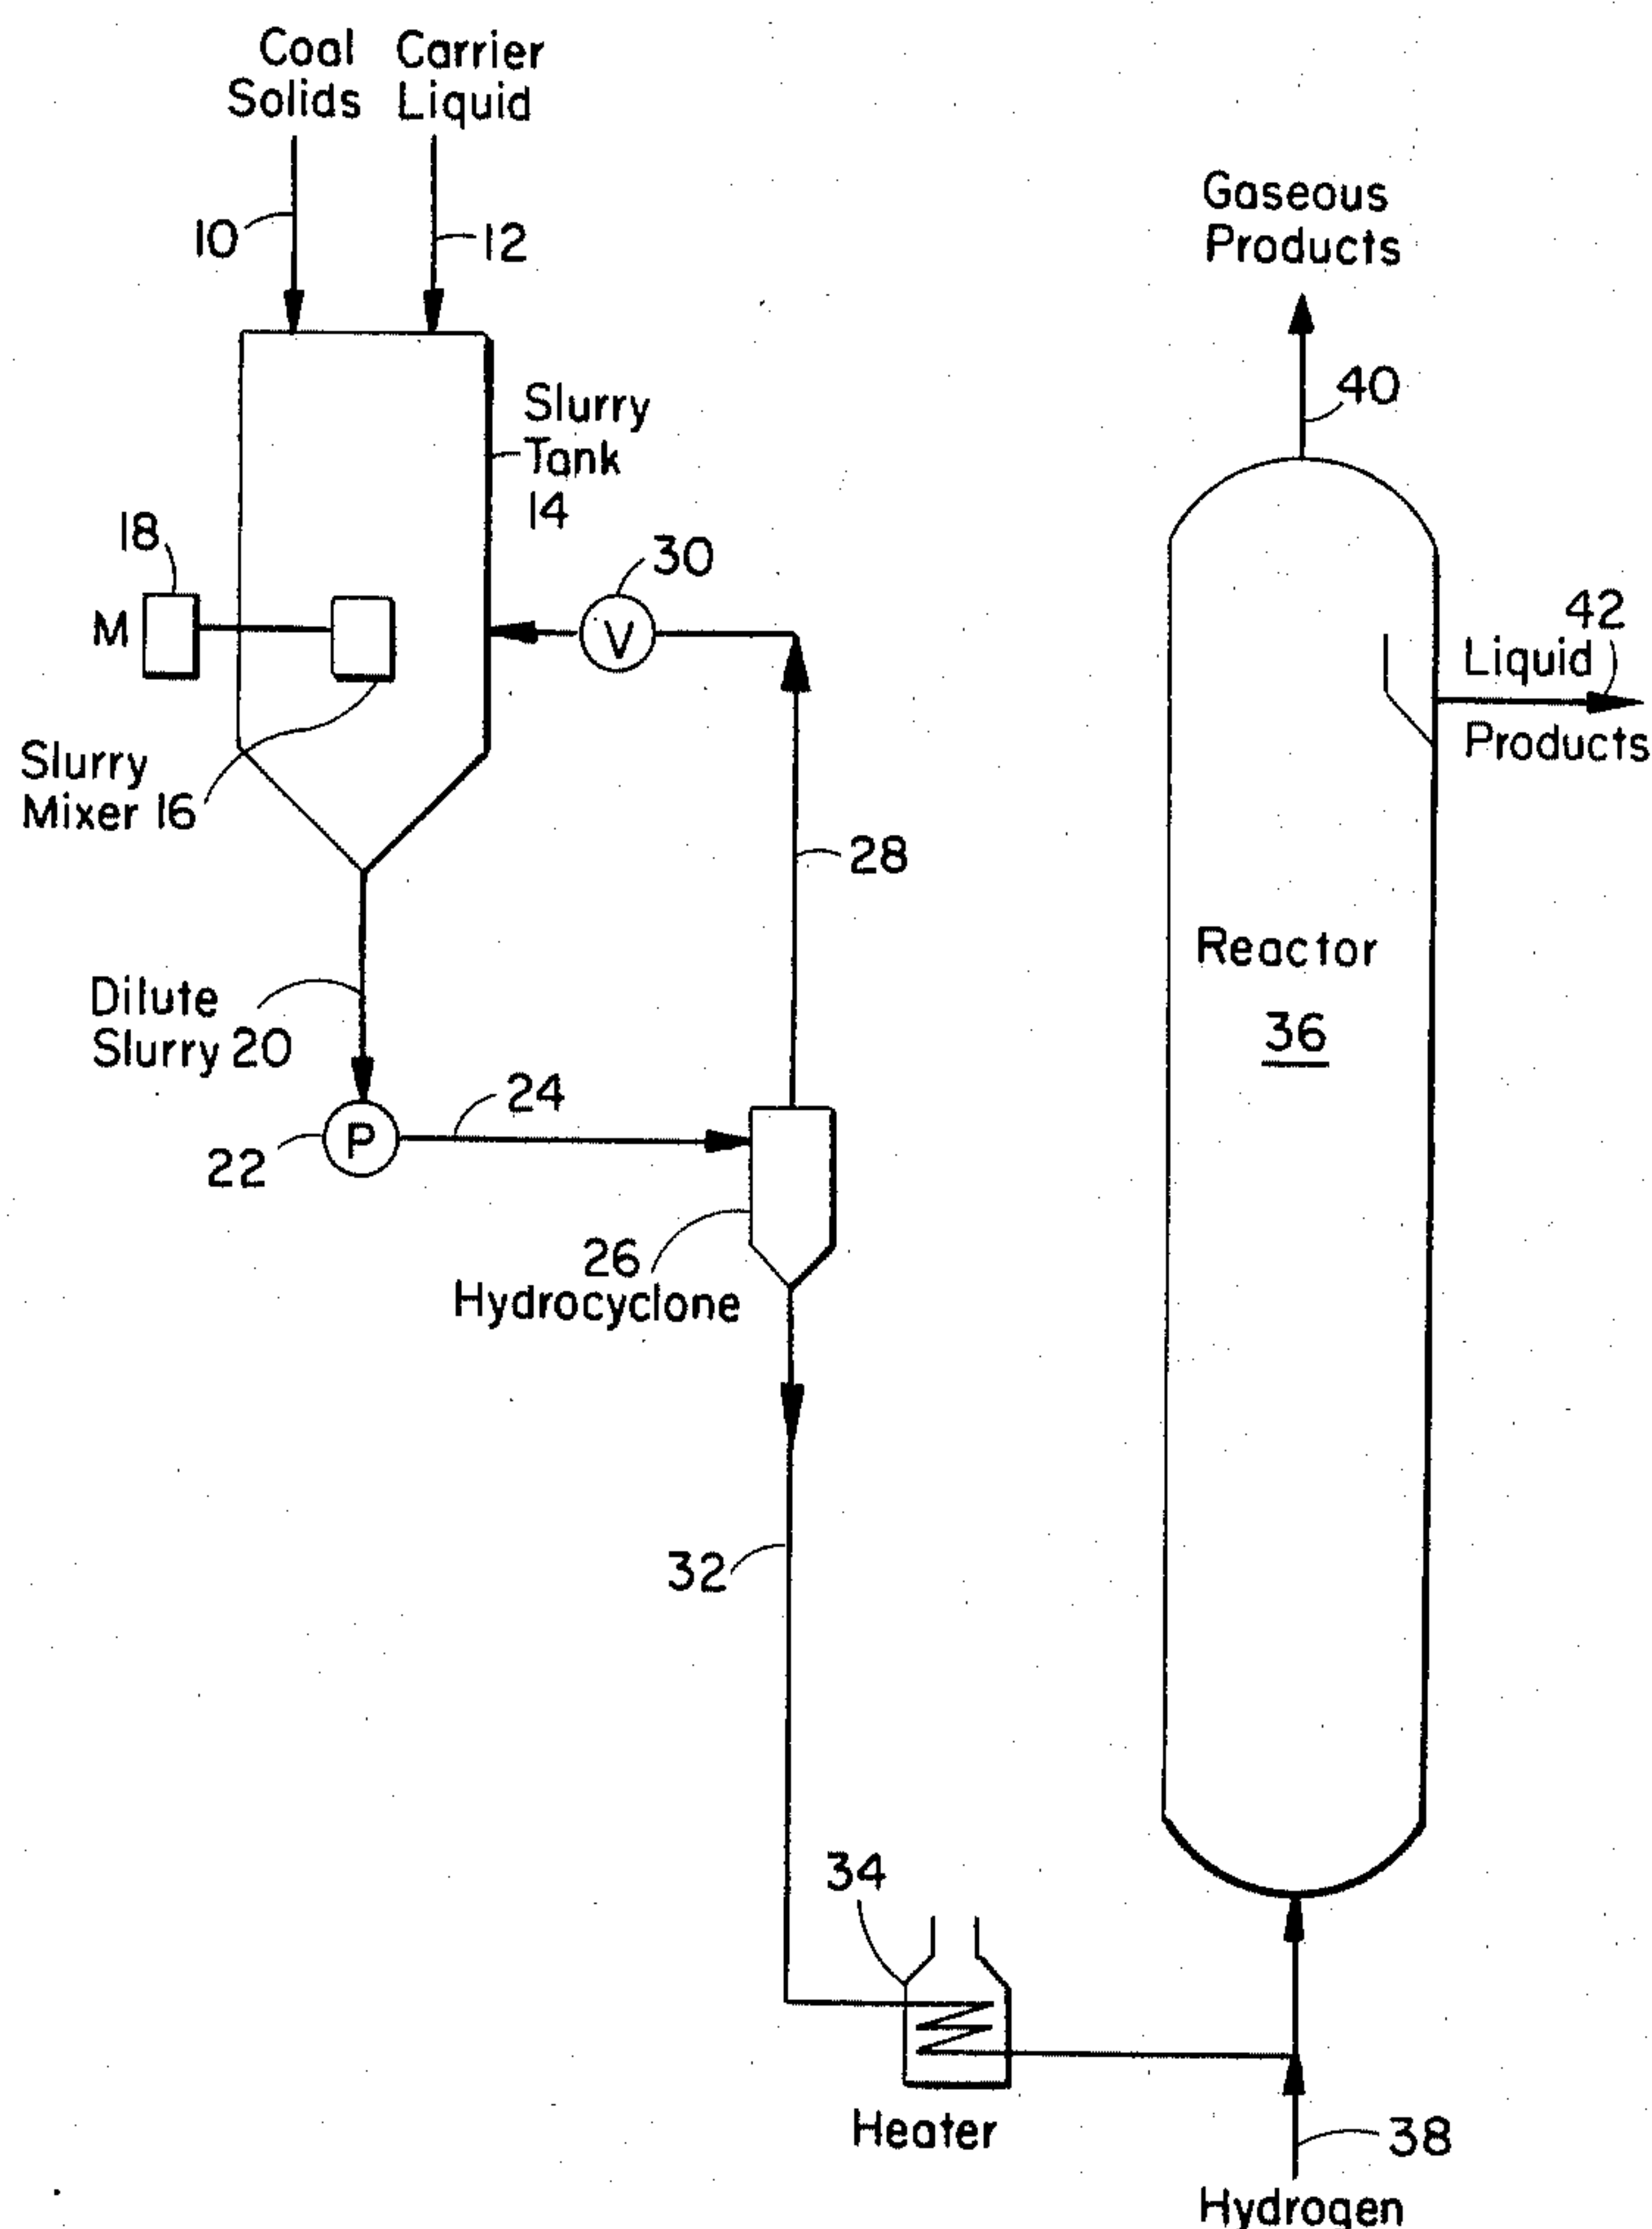 Coal
Solids
Carrier
Liquid
10
12
Gaseous
Products
40
Slurry
Tank
14
18
M
30
V
42
Liquid
Products
Slurry
Mixer 16
28
Reactor
36
Dilute
Slurry 20
24
22
P
26
Hydrocyclone
32
34
Heater
38
Hydrogen